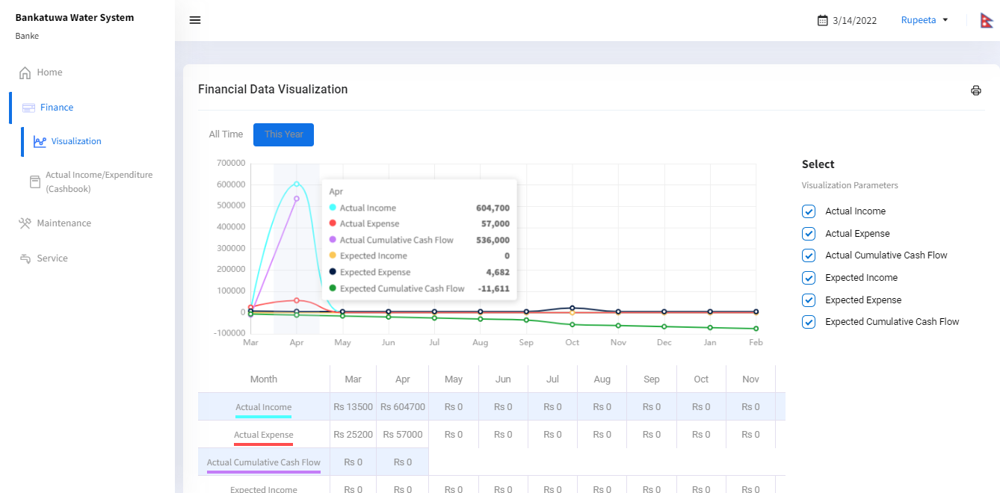 Bankatuwa Water System
Banke
3/14/2022
Rupeeta
Home
Finance
Visualization
Actual Income/Expenditure
(Cashbook)
Maintenance
Service
Financial Data Visualization
All Time
This Year
700000
600000
500000
400000
300000
200000
100000
0
-100000
Mar Apr May Jun Jul Aug Sep Oct Nov Dec Jan Feb
Apr
Actual Income 604,700
Actual Expense 57,000
Actual Cumulative Cash Flow 536,000
Expected Income 0
Expected Expense 4,682
Expected Cumulative Cash Flow -11,611
Select
Visualization Parameters
Actual Income
Actual Expense
Actual Cumulative Cash Flow
Expected Income
Expected Expense
Expected Cumulative Cash Flow
Month Mar Apr May Jun Jul Aug Sep Oct Nov
Actual Income Rs 13500 Rs 604700 Rs 0 Rs 0 Rs 0 Rs 0 Rs 0 Rs 0 Rs 0
Actual Expense Rs 25200 Rs 57000 Rs 0 Rs 0 Rs 0 Rs 0 Rs 0 Rs 0 Rs 0
Actual Cumulative Cash Flow Rs 0 Rs 0
Expected Income Rs 0 Rs 0 Rs 0 Rs 0 Rs 0 Rs 0 Rs 0 Rs 0 Rs 0